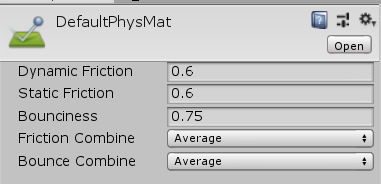 DefaultPhysMat
Open
Dynamic Friction 0.6
Static Friction 0.6
Bounciness 0.75
Friction Combine Average
Bounce Combine Average